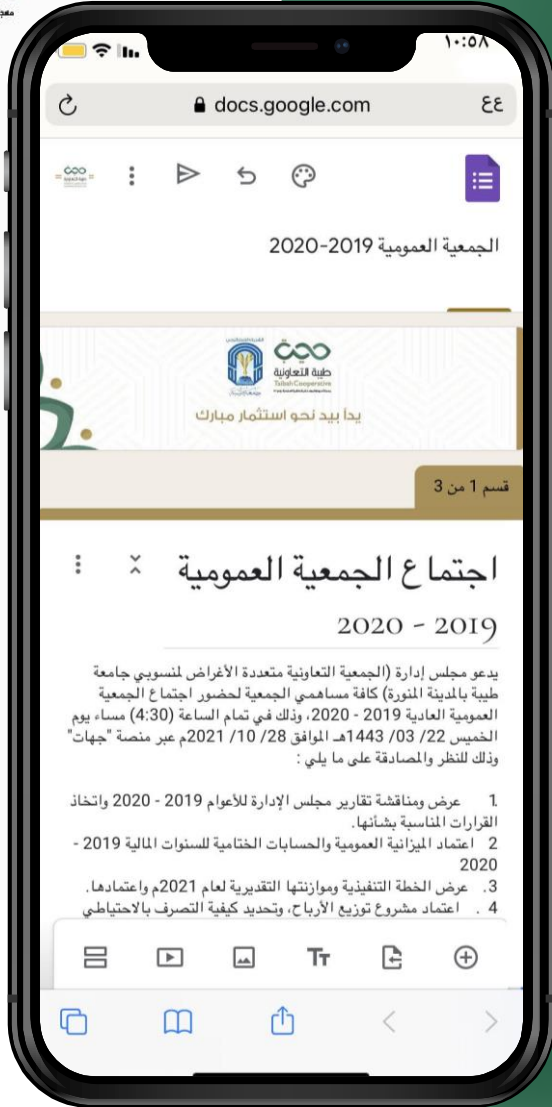 ١٠:٥٨
docs.google.com
عع
الجمعية العمومية 2019-2020
طيبة التعاونية
Taibah Cooperative
يدآ بيد نحو استثمار مبارك
قسم 1 من 3
اجتماع الجمعية العمومية
2019 - 2020
يدعو مجلس إدارة (الجمعية التعاونية متعددة الأغراض لمنسوبي جامعة
طيبة بالمدينة المنورة) كافة مساهمي الجمعية لحضور اجتماع الجمعية
العمومية العادية 2019 - 2020، وذلك في تمام الساعة (4:30) مساء يوم
الخميس 22/ 03/ 1443هـ الموافق 28/ 10/ 2021م عبر منصة "جهات"
وذلك للنظر والمصادقة على ما يلي :
1. عرض ومناقشة تقارير مجلس الإدارة للأعوام 2019 - 2020 واتخاذ
القرارات المناسبة بشأنها.
2 اعتماد الميزانية العمومية والحسابات الختامية للسنوات المالية 2019 -
2020
3. عرض الخطة التنفيذية وموازنتها التقديرية لعام 2021م واعتمادها.
4 . اعتماد مشروع توزيع الأرباح، وتحديد كيفية التصرف بالاحتياطي
Tт